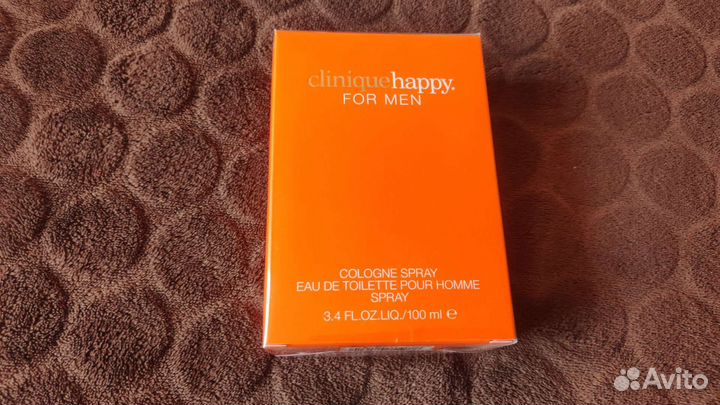 cliniquehappy.
FOR MEN
COLOGNE SPRAY
EAU DE TOILETTE POUR HOMME
SPRAY
3.4 FL.OZ.LIQ./100 ml ℮
Avito